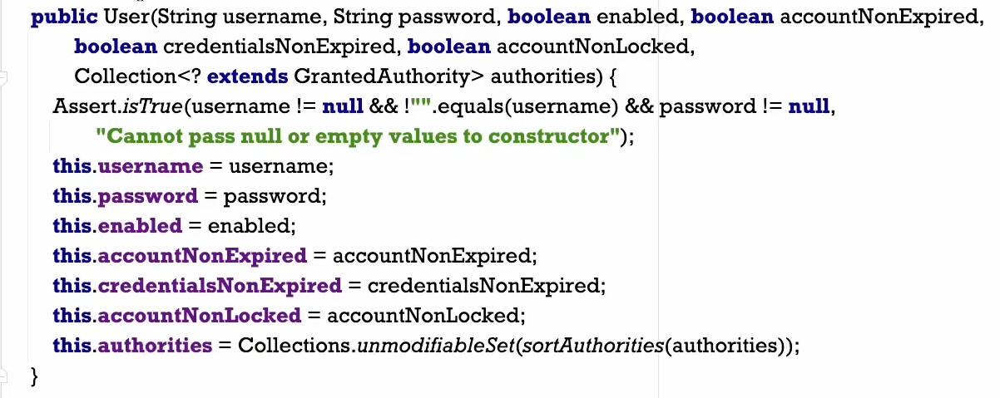 public User(String username, String password, boolean enabled, boolean accountNonExpired,
boolean credentialsNonExpired, boolean accountNonLocked,
Collection<? extends GrantedAuthority> authorities) {
Assert.isTrue(username != null && !"".equals(username) && password != null,
"Cannot pass null or empty values to constructor");
this.username = username;
this.password = password;
this.enabled = enabled;
this.accountNonExpired = accountNonExpired;
this.credentialsNonExpired = credentialsNonExpired;
this.accountNonLocked = accountNonLocked;
this.authorities = Collections.unmodifiableSet(sortAuthorities(authorities));
}